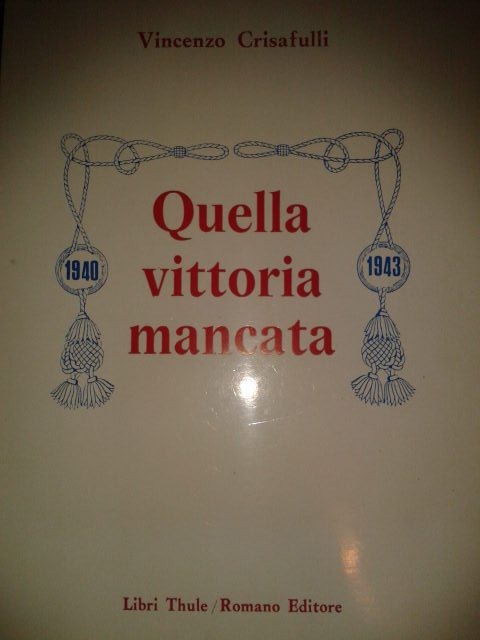 Vincenzo Crisafulli
Quella
1940
vittoria
1943
mancata
Libri Thule/Romano Editore